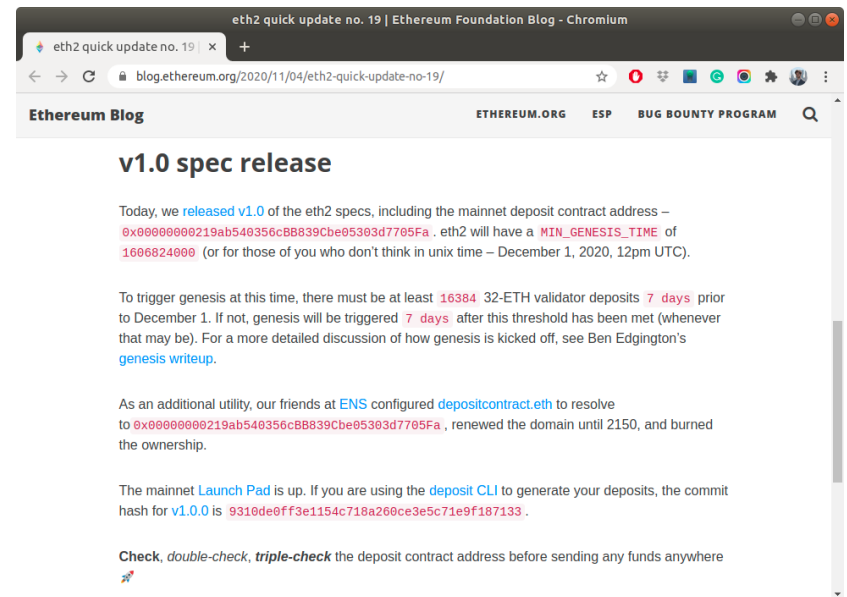 eth2 quick update no. 19 | Ethereum Foundation Blog - Chromium
eth2 quick update no. 19 |
blog.ethereum.org/2020/11/04/eth2-quick-update-no-19/
Ethereum Blog ETHEREUM.ORG ESP BUG BOUNTY PROGRAM
v1.0 spec release
Today, we released v1.0 of the eth2 specs, including the mainnet deposit contract address –
0x00000000219ab540356cBB839Cbe05303d7705Fa. eth2 will have a MIN_GENESIS_TIME of
1606824000 (or for those of you who don't think in unix time – December 1, 2020, 12pm UTC).
To trigger genesis at this time, there must be at least 16384 32-ETH validator deposits 7 days prior
to December 1. If not, genesis will be triggered 7 days after this threshold has been met (whenever
that may be). For a more detailed discussion of how genesis is kicked off, see Ben Edgington's
genesis writeup.
As an additional utility, our friends at ENS configured depositcontract.eth to resolve
to 0x00000000219ab540356cBB839Cbe05303d7705Fa, renewed the domain until 2150, and burned
the ownership.
The mainnet Launch Pad is up. If you are using the deposit CLI to generate your deposits, the commit
hash for v1.0.0 is 9310de0ff3e1154c718a260ce3e5c71e9f187133.
Check, double-check, triple-check the deposit contract address before sending any funds anywhere
🚀